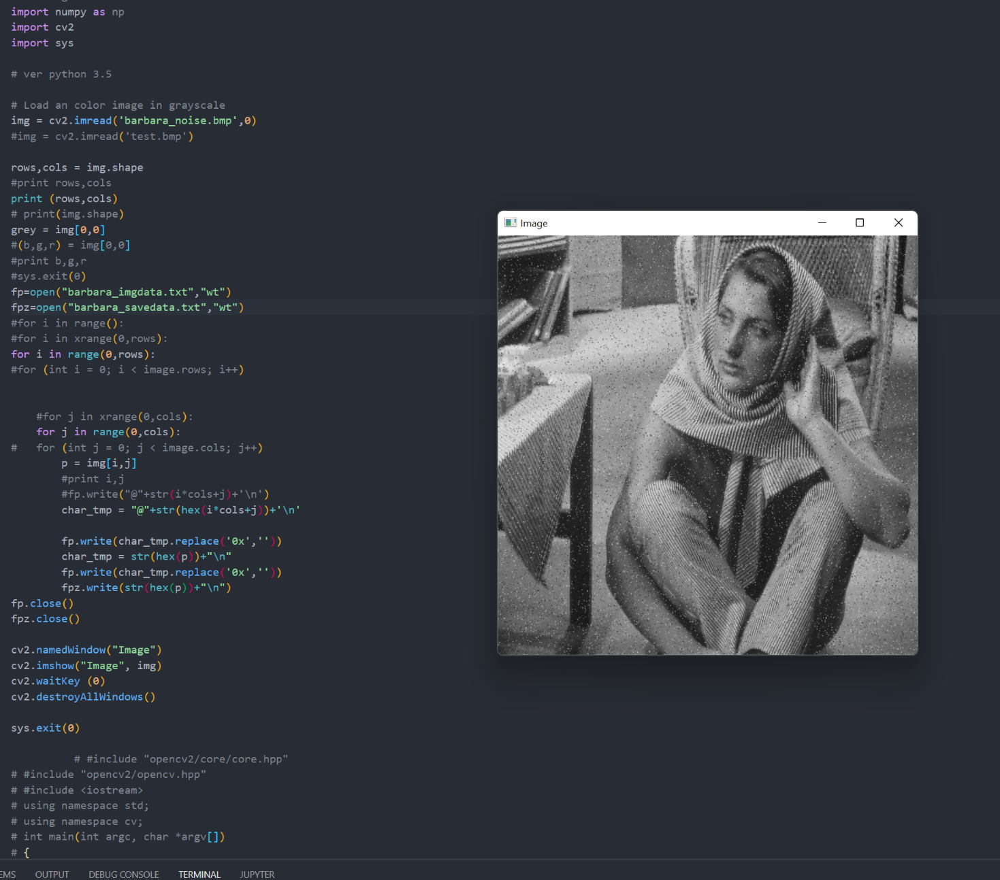 import numpy as np
import cv2
import sys
# ver python 3.5
# Load an color image in grayscale
img = cv2.imread('barbara_noise.bmp',0)
#img = cv2.imread('test.bmp')
rows,cols = img.shape
#print rows,cols
print (rows,cols)
# print(img.shape)
grey = img[0,0]
#(b,g,r) = img[0,0]
#print b,g,r
#sys.exit(0)
fp=open("barbara_imgdata.txt","wt")
fpz=open("barbara_savedata.txt","wt")
#for i in range():
#for i in xrange(0,rows):
for i in range(0,rows):
#for (int i = 0; i < image.rows; i++)
    #for j in xrange(0,cols):
    for j in range(0,cols):
#   for (int j = 0; j < image.cols; j++)
        p = img[i,j]
        #print i,j
        #fp.write("@"+str(i*cols+j)+'\n')
        char_tmp = "@"+str(hex(i*cols+j))+'\n'
        fp.write(char_tmp.replace('0x',''))
        char_tmp = str(hex(p))+"\n"
        fp.write(char_tmp.replace('0x',''))
        fpz.write(str(hex(p))+"\n")
fp.close()
fpz.close()
cv2.namedWindow("Image")
cv2.imshow("Image", img)
cv2.waitKey (0)
cv2.destroyAllWindows()
sys.exit(0)
          # #include "opencv2/core/core.hpp"
# #include "opencv2/opencv.hpp"
# #include <iostream>
# using namespace std;
# using namespace cv;
# int main(int argc, char *argv[])
# {
EMS OUTPUT DEBUG CONSOLE TERMINAL JUPYTER
Image